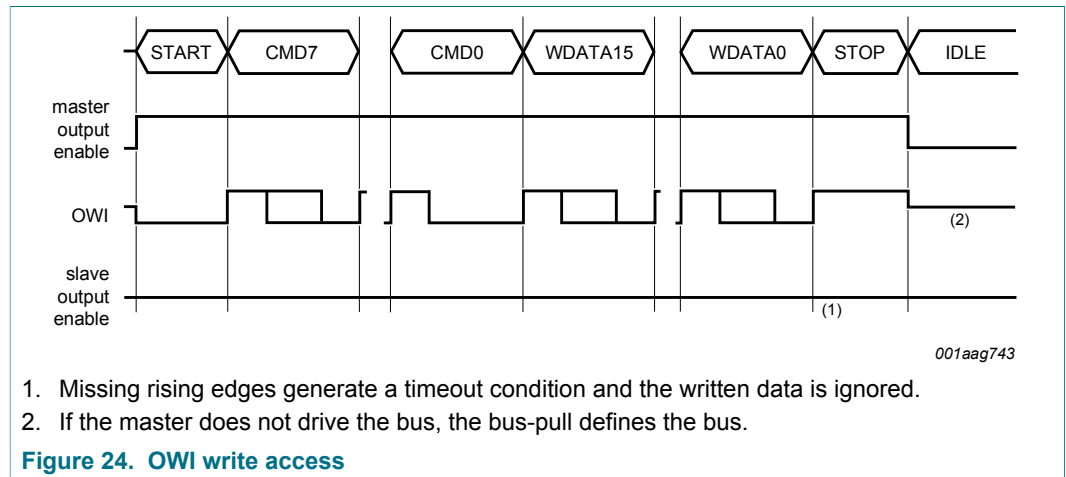 START CMD7 CMD0 WDATA15 WDATA0 STOP IDLE
master
output
enable
OWI
(2)
slave
output
enable
(1)
001aag743
1. Missing rising edges generate a timeout condition and the written data is ignored.
2. If the master does not drive the bus, the bus-pull defines the bus.
Figure 24. OWI write access